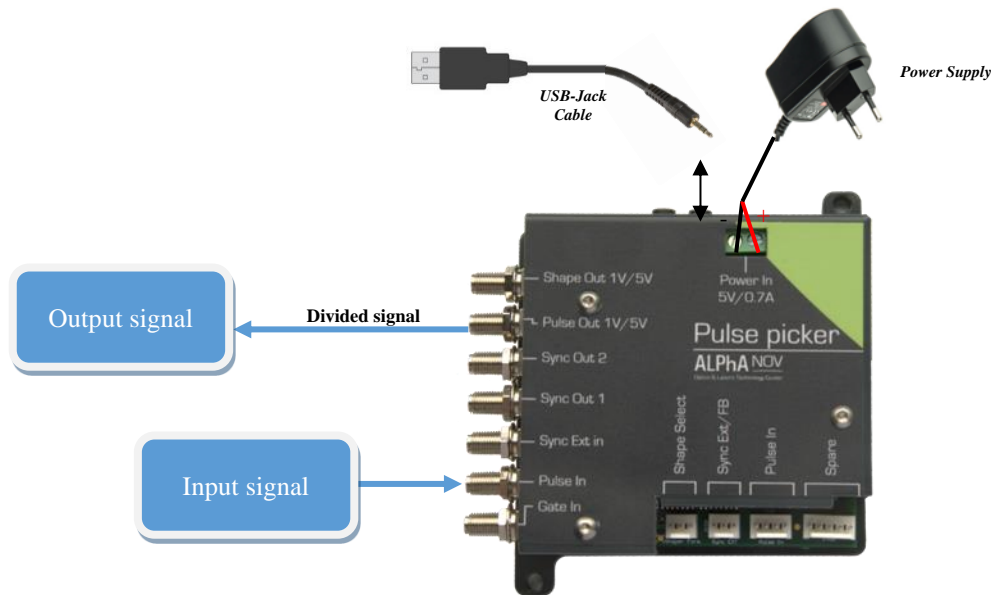 USB-Jack
Cable
Power Supply
-
+
Power In
5V/0.7A
Shape Out 1V/5V
Output signal
Divided signal
Pulse Out 1V/5V
Pulse picker
Sync Out 2
ALPhA NOV
Sync Out 1
Sync Ext in
Input signal
Pulse In
Gate In
Shape Select
Sync Ext/FB
Pulse In
Spare